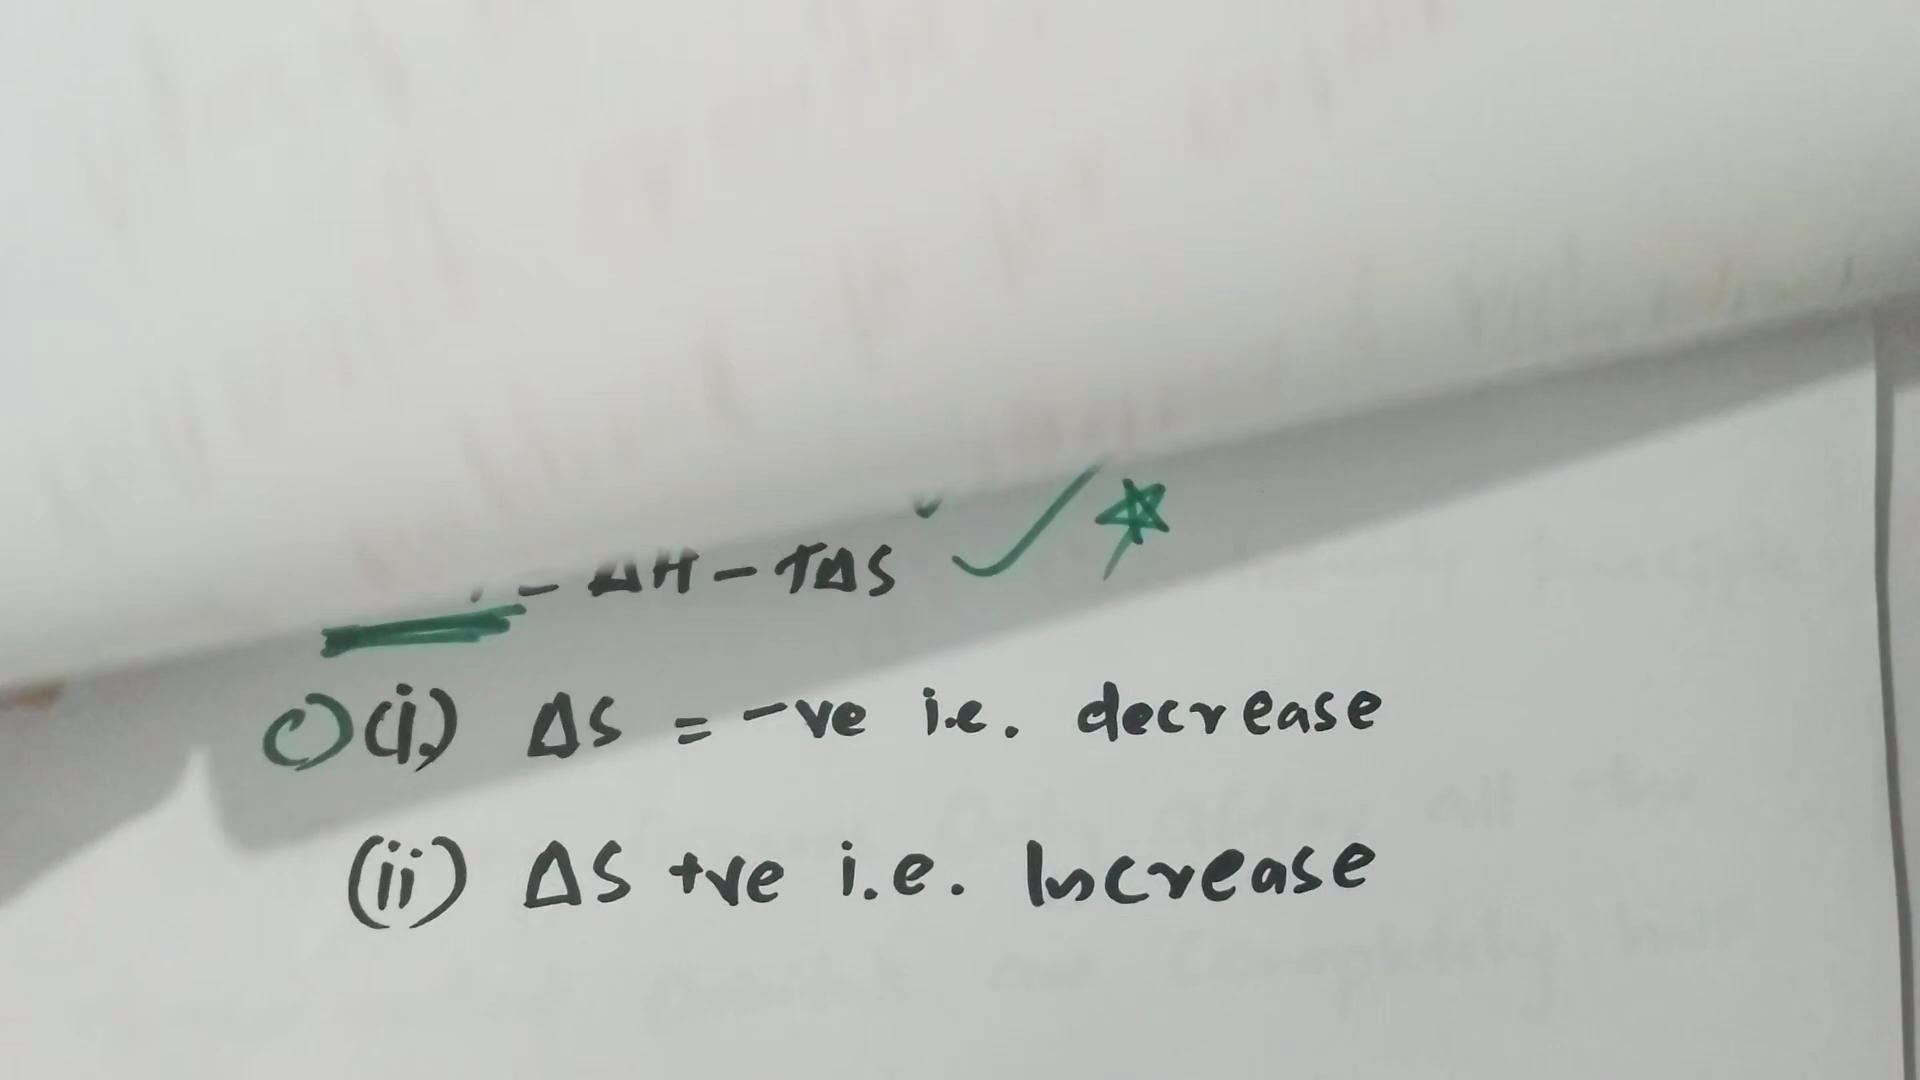 - ΔH - TΔS
c) (i) ΔS = -ve i.e. decrease
(ii) ΔS +ve i.e. Increase